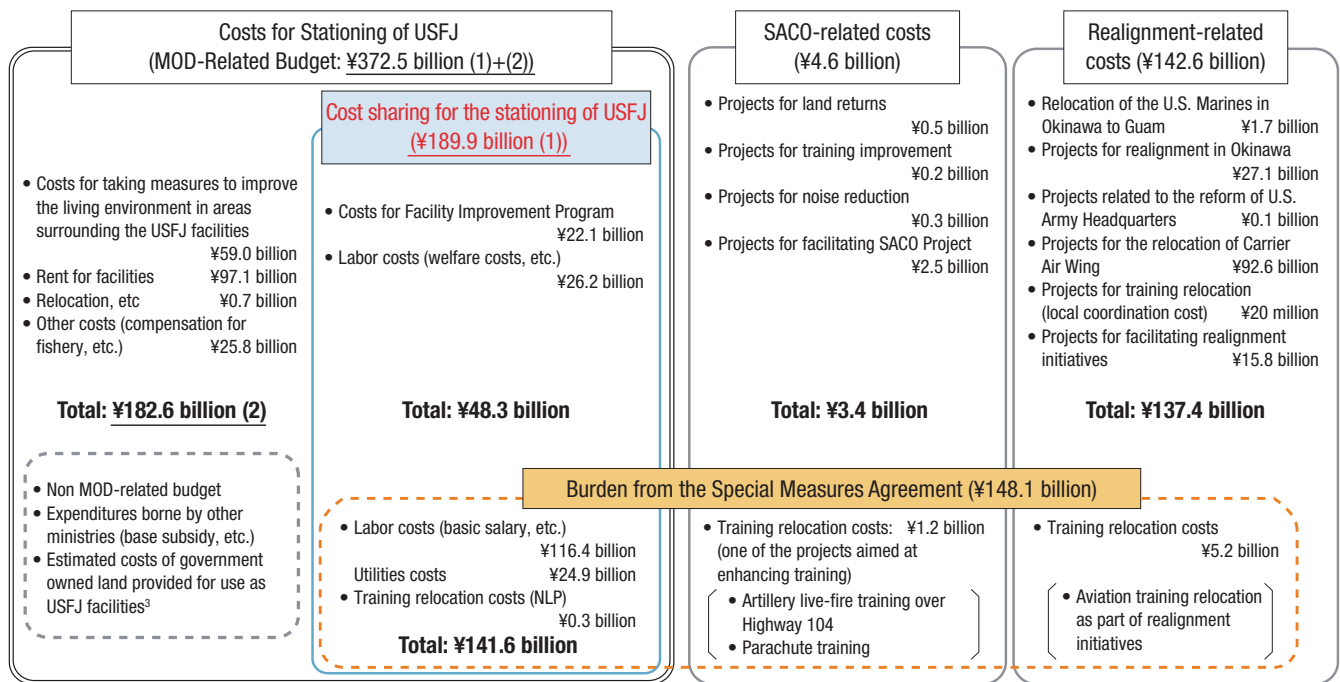 Costs for Stationing of USFJ
(MOD-Related Budget: ¥372.5 billion (1)+(2))
Cost sharing for the stationing of USFJ
(¥189.9 billion (1))
• Costs for taking measures to improve
the living environment in areas
surrounding the USFJ facilities
¥59.0 billion
• Rent for facilities ¥97.1 billion
• Relocation, etc ¥0.7 billion
• Other costs (compensation for
fishery, etc.) ¥25.8 billion
Total: ¥182.6 billion (2)
• Non MOD-related budget
• Expenditures borne by other
ministries (base subsidy, etc.)
• Estimated costs of government
owned land provided for use as
USFJ facilities³
• Costs for Facility Improvement Program
¥22.1 billion
• Labor costs (welfare costs, etc.)
¥26.2 billion
Total: ¥48.3 billion
SACO-related costs
(¥4.6 billion)
• Projects for land returns
¥0.5 billion
• Projects for training improvement
¥0.2 billion
• Projects for noise reduction
¥0.3 billion
• Projects for facilitating SACO Project
¥2.5 billion
Total: ¥3.4 billion
Realignment-related
costs (¥142.6 billion)
• Relocation of the U.S. Marines in
Okinawa to Guam ¥1.7 billion
• Projects for realignment in Okinawa
¥27.1 billion
• Projects related to the reform of U.S.
Army Headquarters ¥0.1 billion
• Projects for the relocation of Carrier
Air Wing ¥92.6 billion
• Projects for training relocation
(local coordination cost) ¥20 million
• Projects for facilitating realignment
initiatives ¥15.8 billion
Total: ¥137.4 billion
Burden from the Special Measures Agreement (¥148.1 billion)
• Labor costs (basic salary, etc.)
¥116.4 billion
Utilities costs ¥24.9 billion
• Training relocation costs (NLP)
¥0.3 billion
Total: ¥141.6 billion
• Training relocation costs: ¥1.2 billion
(one of the projects aimed at
enhancing training)
• Artillery live-fire training over
Highway 104
• Parachute training
• Training relocation costs
¥5.2 billion
• Aviation training relocation
as part of realignment
initiatives